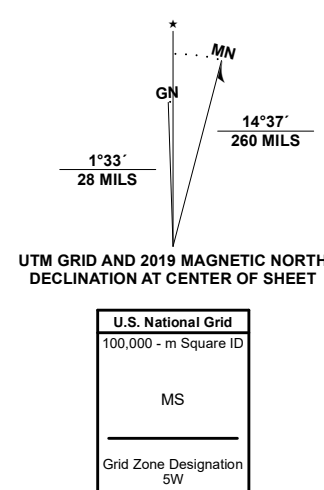 ★
MN
GN
14°37´
260 MILS
1°33´
28 MILS
UTM GRID AND 2019 MAGNETIC NORTH
DECLINATION AT CENTER OF SHEET
U.S. National Grid
100,000 - m Square ID
MS
Grid Zone Designation
5W